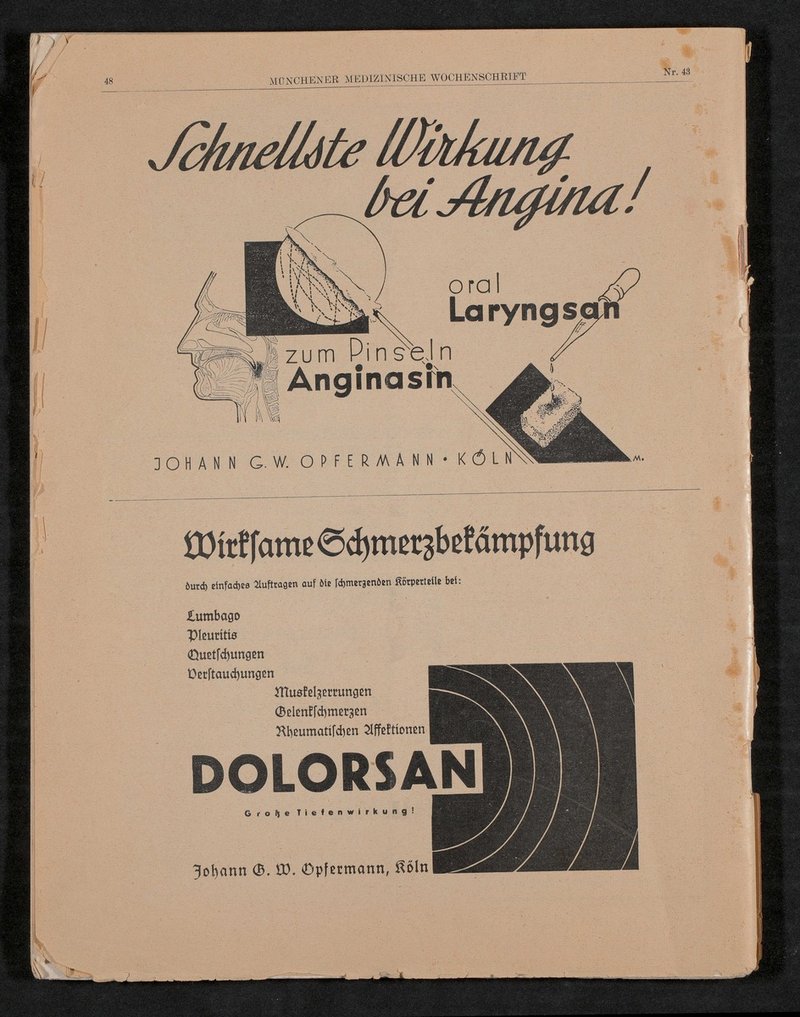 48
MÜNCHENER MEDIZINISCHE WOCHENSCHRIFT
Nr. 43
Schnellste Wirkung
bei Angina!
oral
Laryngsan
zum Pinseln
Anginasin
JOHANN G. W. OPFERMANN • KÖLN
M.
Wirkſame Schmerzbekämpfung
durch einfaches Auftragen auf die ſchmerzenden Körperteile bei:
Lumbago
Pleuritis
Quetſchungen
Verſtauchungen
Muskelzerrungen
Gelenkſchmerzen
Rheumatiſchen Affektionen
DOLORSAN
Große Tiefenwirkung!
Johann G. W. Opfermann, Köln